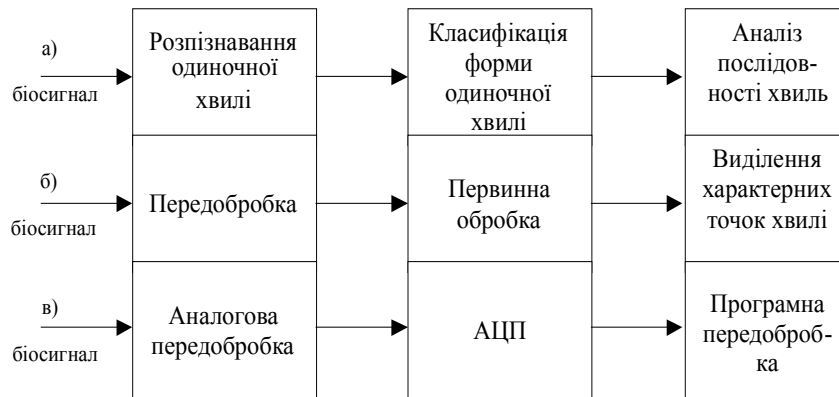 а)
біосигнал
Розпізнавання
одиночної
хвилі
Класифікація
форми
одиночної
хвилі
Аналіз
послідов-
ності хвиль
б)
біосигнал
Передобробка
Первинна
обробка
Виділення
характерних
точок хвилі
в)
біосигнал
Аналогова
передобробка
АЦП
Програмна
передоброб-
ка